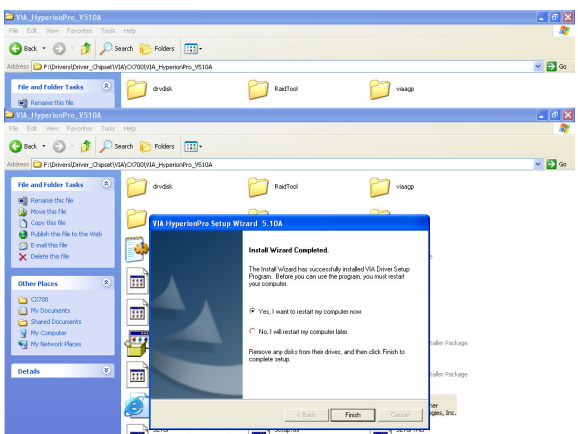 VIA_HyperionPro_V510A
File Edit View Favorites Tools Help
Back Search Folders
Address F:\Drivers\Driver_Chipset\VIA\CX700\VIA_HyperionPro_V510A Go
File and Folder Tasks
drvdisk RaidTool viaagp
Rename this file
VIA_HyperionPro_V510A
File Edit View Favorites Tools Help
Back Search Folders
Address F:\Drivers\Driver_Chipset\VIA\CX700\VIA_HyperionPro_V510A Go
File and Folder Tasks
drvdisk RaidTool viaagp
Rename this file
Move this file
Copy this file
Publish this file to the Web
E-mail this file
Delete this file
Other Places
CX700
My Documents
Shared Documents
My Computer
My Network Places
Details
VIA HyperionPro Setup Wizard 5.10A
Install Wizard Completed.
The Install Wizard has successfully installed VIA Driver Setup
Program. Before you can use the program, you must restart
your computer.
Yes, I want to restart my computer now.
No, I will restart my computer later.
Remove any disks from their drives, and then click Finish to
complete setup.
< Back Finish Cancel
taller Package
taller Package
ogies, Inc.